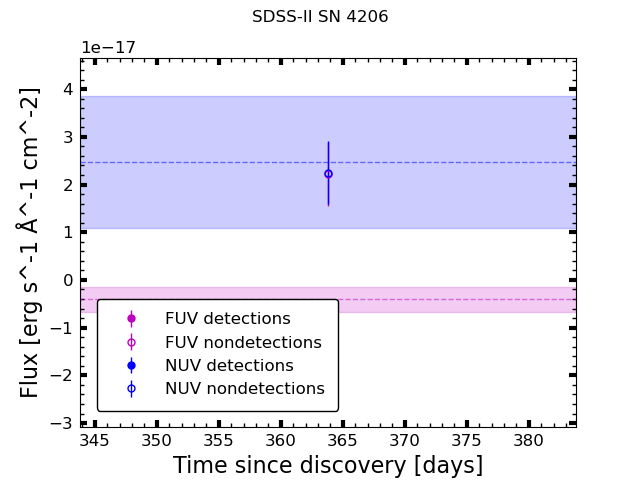 SDSS-II SN 4206
1e−17
Flux [erg s^-1 Å^-1 cm^-2]
4
3
2
1
0
−1
−2
−3
FUV detections
FUV nondetections
NUV detections
NUV nondetections
345 350 355 360 365 370 375 380
Time since discovery [days]